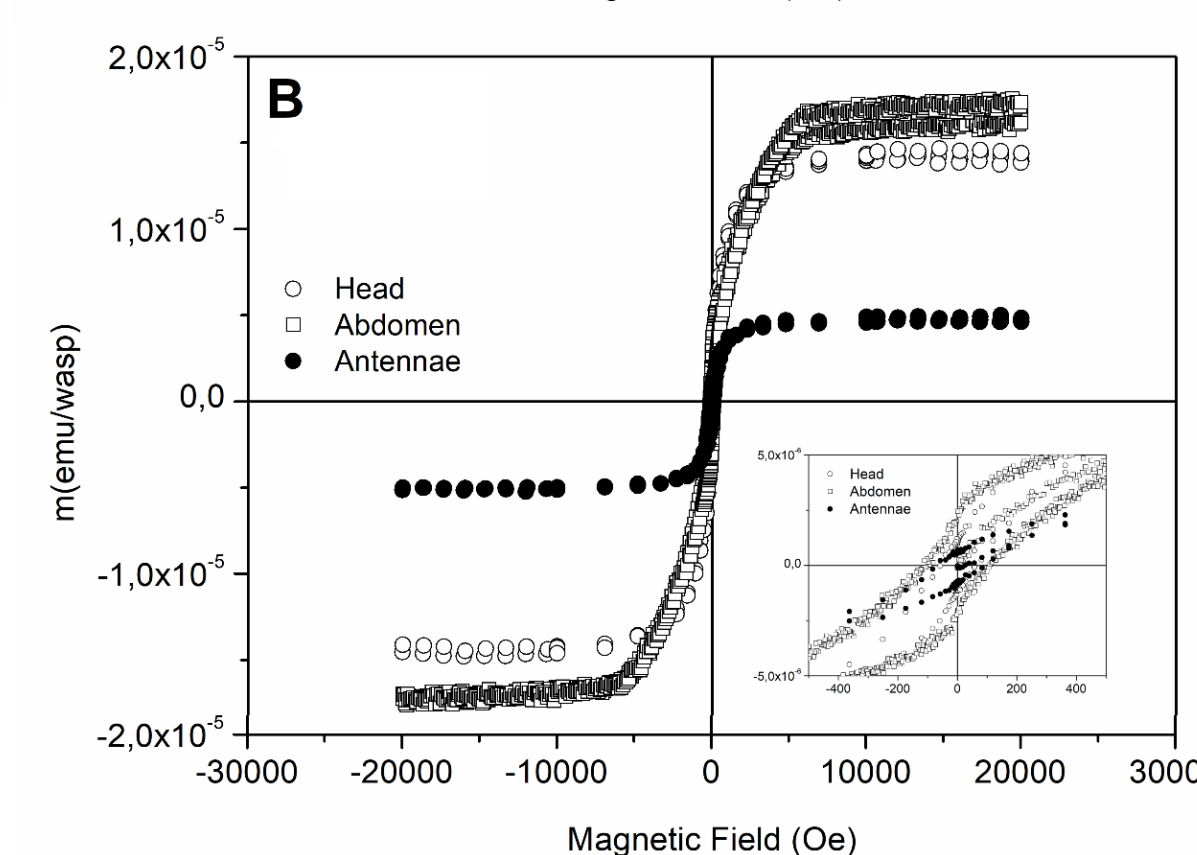 2,0x10⁻⁵
B
1,0x10⁻⁵
Head
Abdomen
Antennae
m(emu/wasp)
0,0
5,0x10⁻⁶
Head
Abdomen
Antennae
0,0
-5,0x10⁻⁶
-400 -200 0 200 400
-1,0x10⁻⁵
-2,0x10⁻⁵
-30000 -20000 -10000 0 10000 20000 3000
Magnetic Field (Oe)